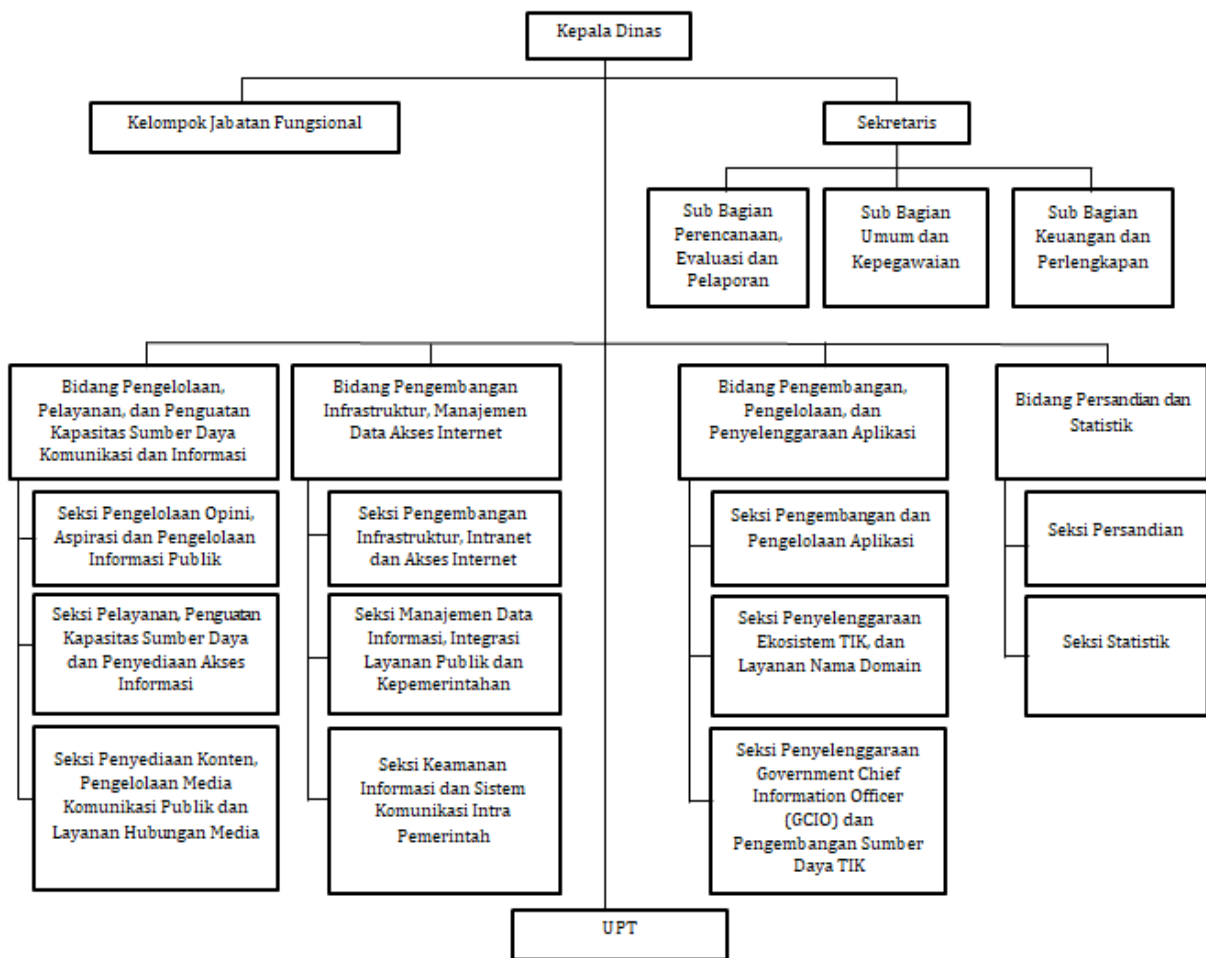 Kepala Dinas
Kelompok Jabatan Fungsional
Sekretaris
Sub Bagian
Perencanaan,
Evaluasi dan
Pelaporan
Sub Bagian
Umum dan
Kepegawaian
Sub Bagian
Keuangan dan
Perlengkapan
Bidang Pengelolaan,
Pelayanan, dan Penguatan
Kapasitas Sumber Daya
Komunikasi dan Informasi
Seksi Pengelolaan Opini,
Aspirasi dan Pengelolaan
Informasi Publik
Seksi Pelayanan, Penguatan
Kapasitas Sumber Daya
dan Penyediaan Akses
Informasi
Seksi Penyediaan Konten,
Pengelolaan Media
Komunikasi Publik dan
Layanan Hubungan Media
Bidang Pengembangan
Infrastruktur, Manajemen
Data Akses Internet
Seksi Pengembangan
Infrastruktur, Intranet
dan Akses Internet
Seksi Manajemen Data
Informasi, Integrasi
Layanan Publik dan
Kepemerintahan
Seksi Keamanan
Informasi dan Sistem
Komunikasi Intra
Pemerintah
Bidang Pengembangan,
Pengelolaan, dan
Penyelenggaraan Aplikasi
Seksi Pengembangan dan
Pengelolaan Aplikasi
Seksi Penyelenggaraan
Ekosistem TIK, dan
Layanan Nama Domain
Seksi Penyelenggaraan
Government Chief
Information Officer
(GCIO) dan
Pengembangan Sumber
Daya TIK
Bidang Persandian dan
Statistik
Seksi Persandian
Seksi Statistik
UPT